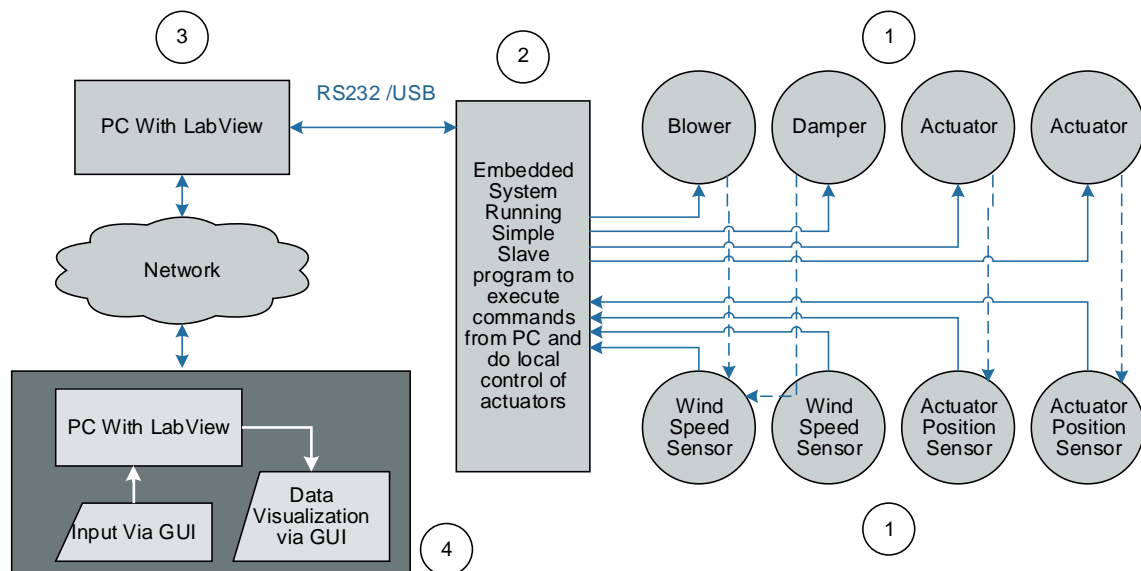 3
2
1
RS232 /USB
PC With LabView
Blower
Damper
Actuator
Actuator
Embedded
System
Running
Simple
Slave
program to
execute
commands
from PC and
do local
control of
actuators
Network
PC With LabView
Input Via GUI
Data
Visualization
via GUI
4
Wind
Speed
Sensor
Wind
Speed
Sensor
Actuator
Position
Sensor
Actuator
Position
Sensor
1